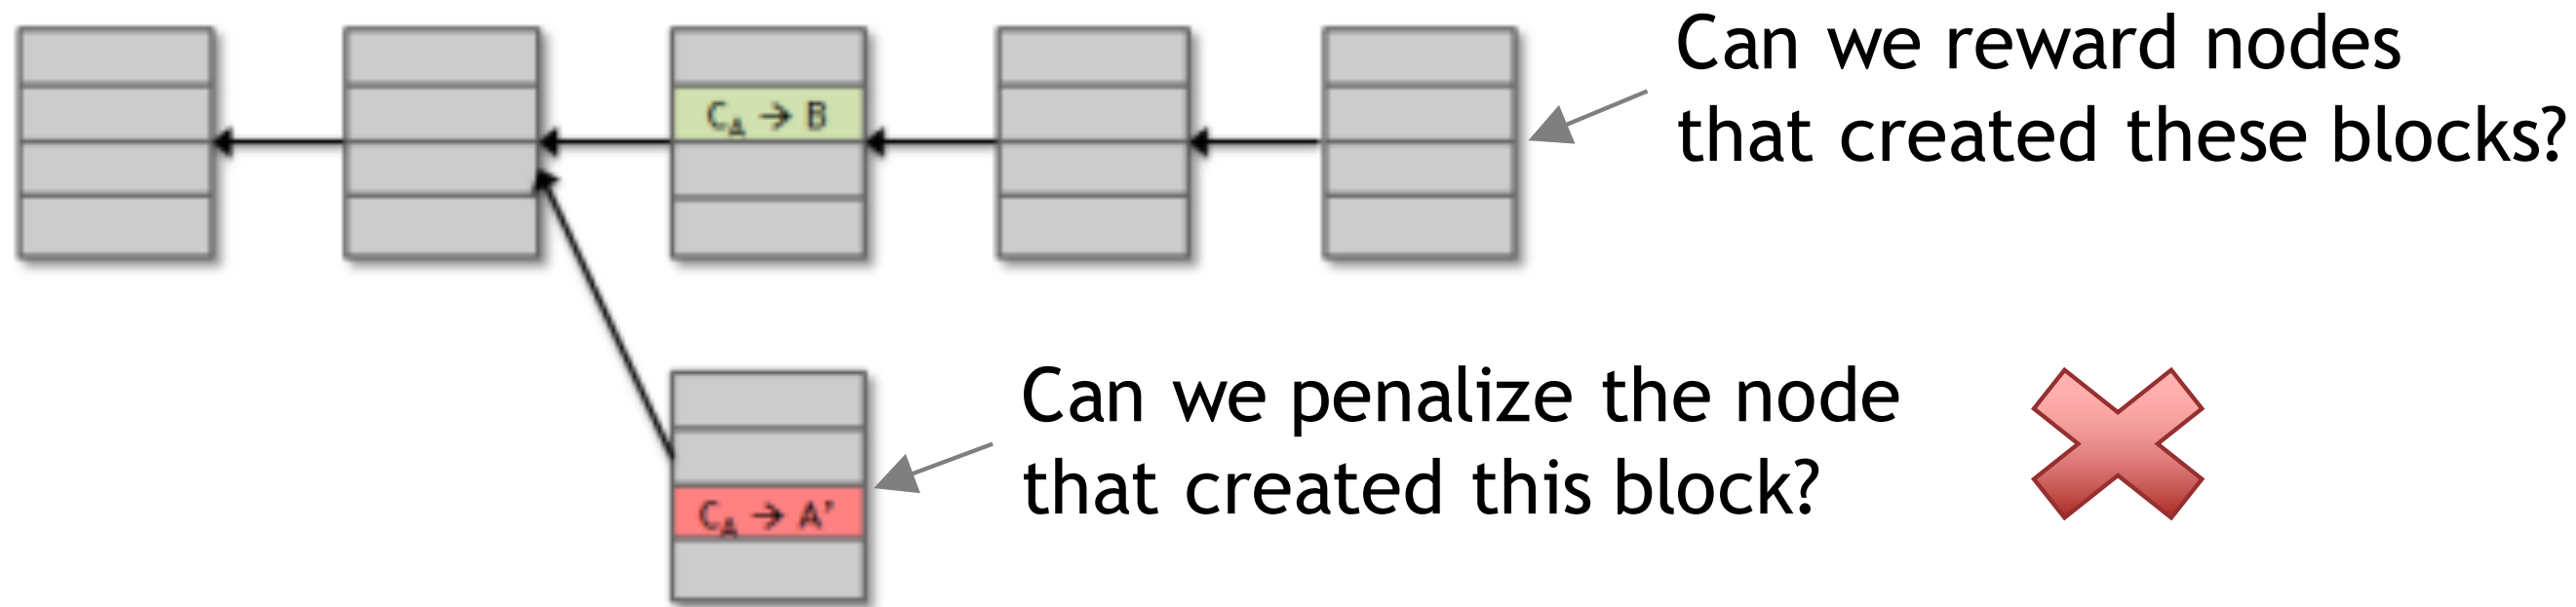 Can we reward nodes
that created these blocks?
C_A → B
Can we penalize the node
that created this block?
C_A → A'